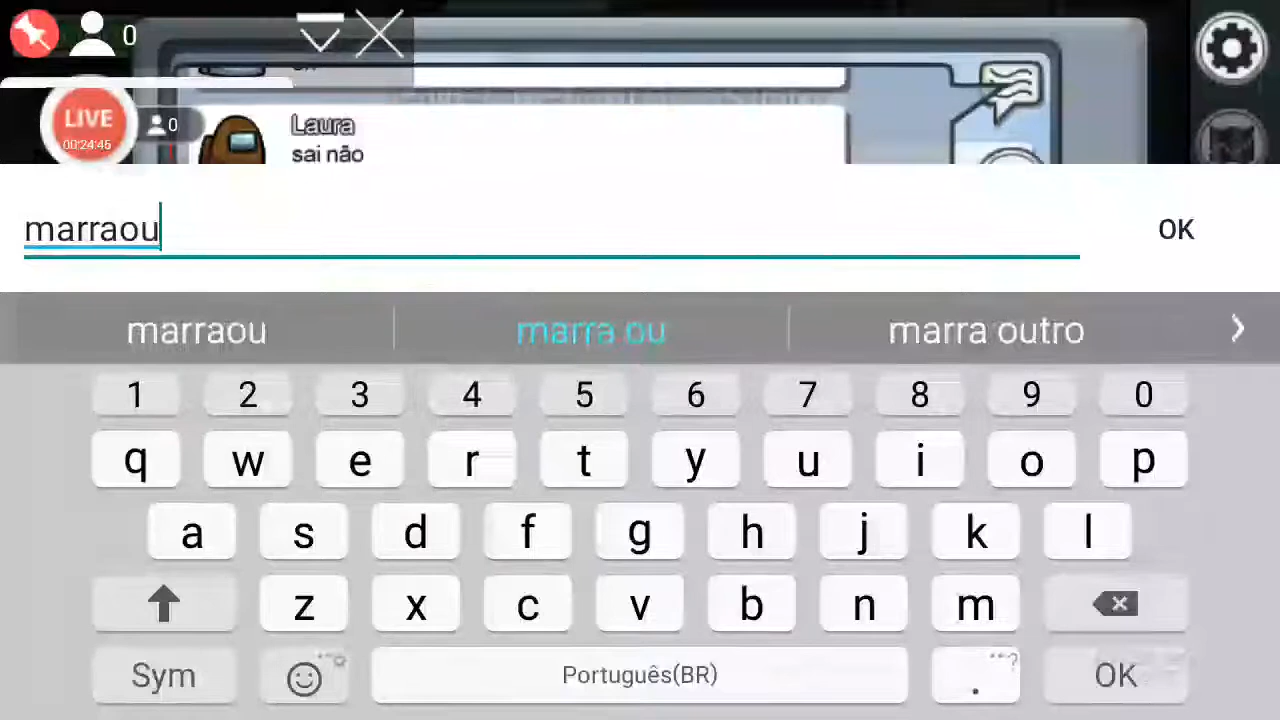 0
LIVE
00:24:45
0
Laura
sai não
marraou
OK
marraou
marra ou
marra outro
1 2 3 4 5 6 7 8 9 0
q w e r t y u i o p
a s d f g h j k l
z x c v b n m
Sym
Português(BR)
.
OK